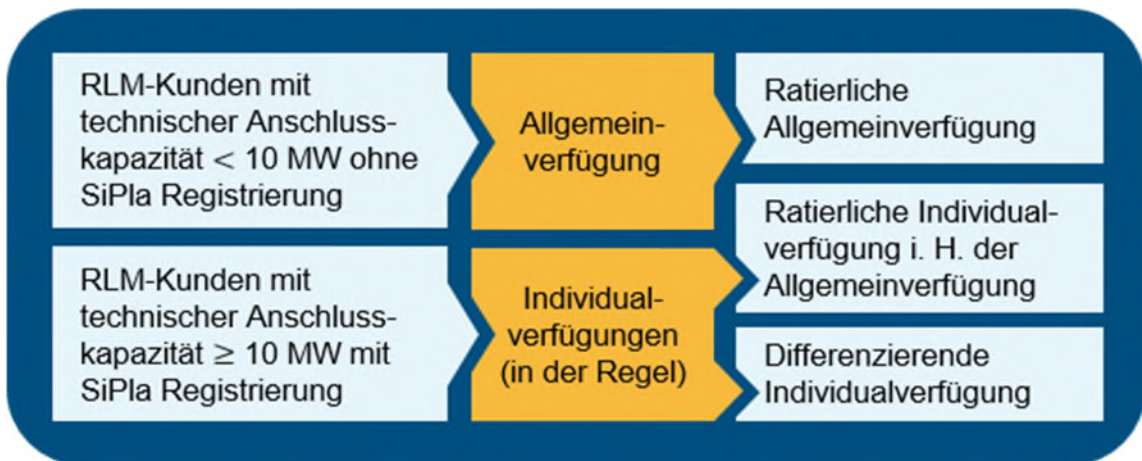 RLM-Kunden mit
technischer Anschluss-
kapazität < 10 MW ohne
SiPla Registrierung
Allgemein-
verfügung
Ratierliche
Allgemeinverfügung
RLM-Kunden mit
technischer Anschluss-
kapazität ≥ 10 MW mit
SiPla Registrierung
Individual-
verfügungen
(in der Regel)
Ratierliche Individual-
verfügung i. H. der
Allgemeinverfügung
Differenzierende
Individualverfügung